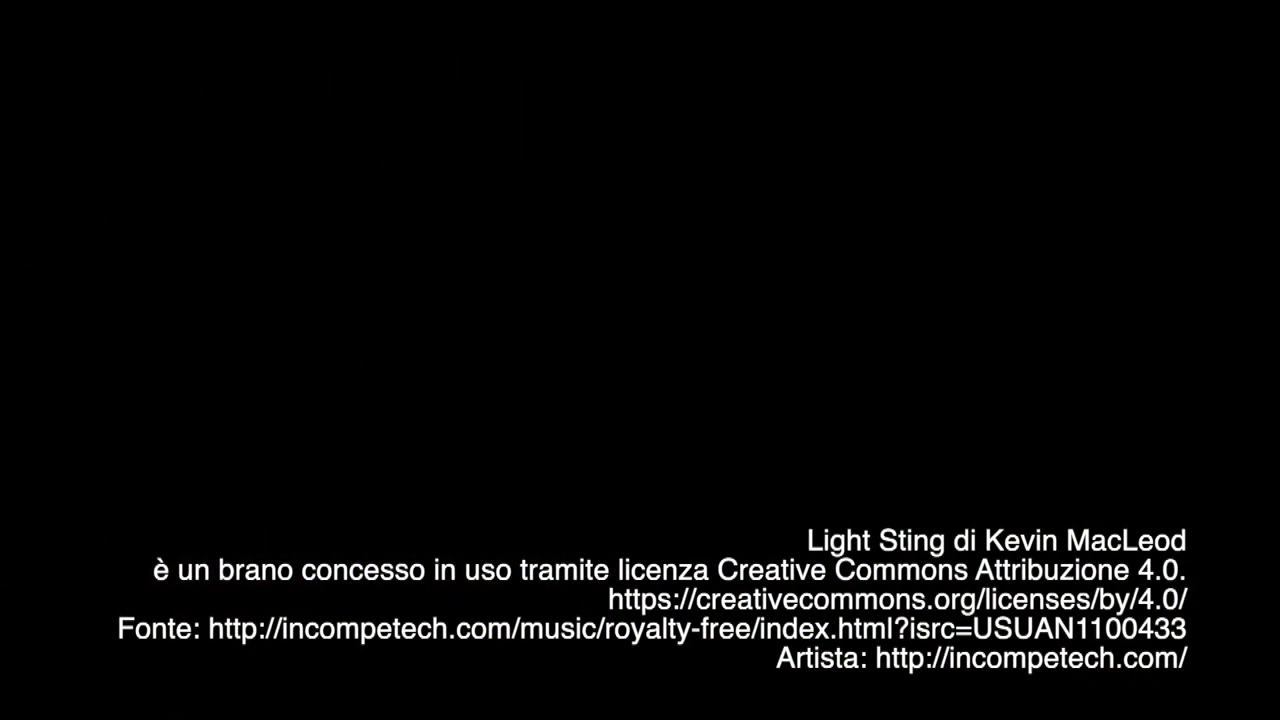 Light Sting di Kevin MacLeod
è un brano concesso in uso tramite licenza Creative Commons Attribuzione 4.0.
https://creativecommons.org/licenses/by/4.0/
Fonte: http://incompetech.com/music/royalty-free/index.html?isrc=USUAN1100433
Artista: http://incompetech.com/